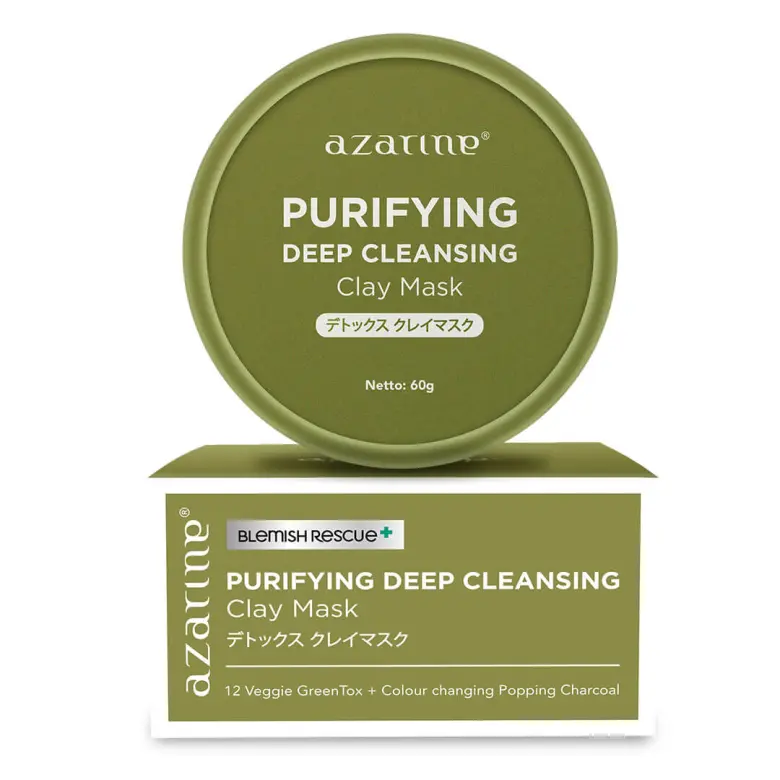 azarine®
PURIFYING
DEEP CLEANSING
Clay Mask
デトックス クレイマスク
Netto: 60g
azarine®
BLEMISH RESCUE+
PURIFYING DEEP CLEANSING
Clay Mask
デトックス クレイマスク
12 Veggie GreenTox + Colour changing Popping Charcoal